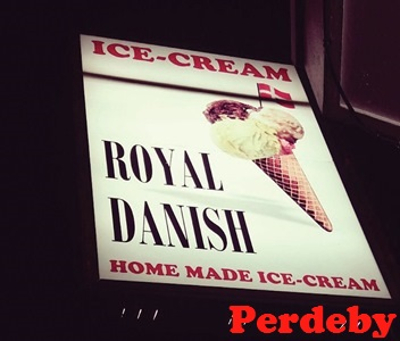 ICE-CREAM
ROYAL
DANISH
HOME MADE ICE-CREAM
Perdeby